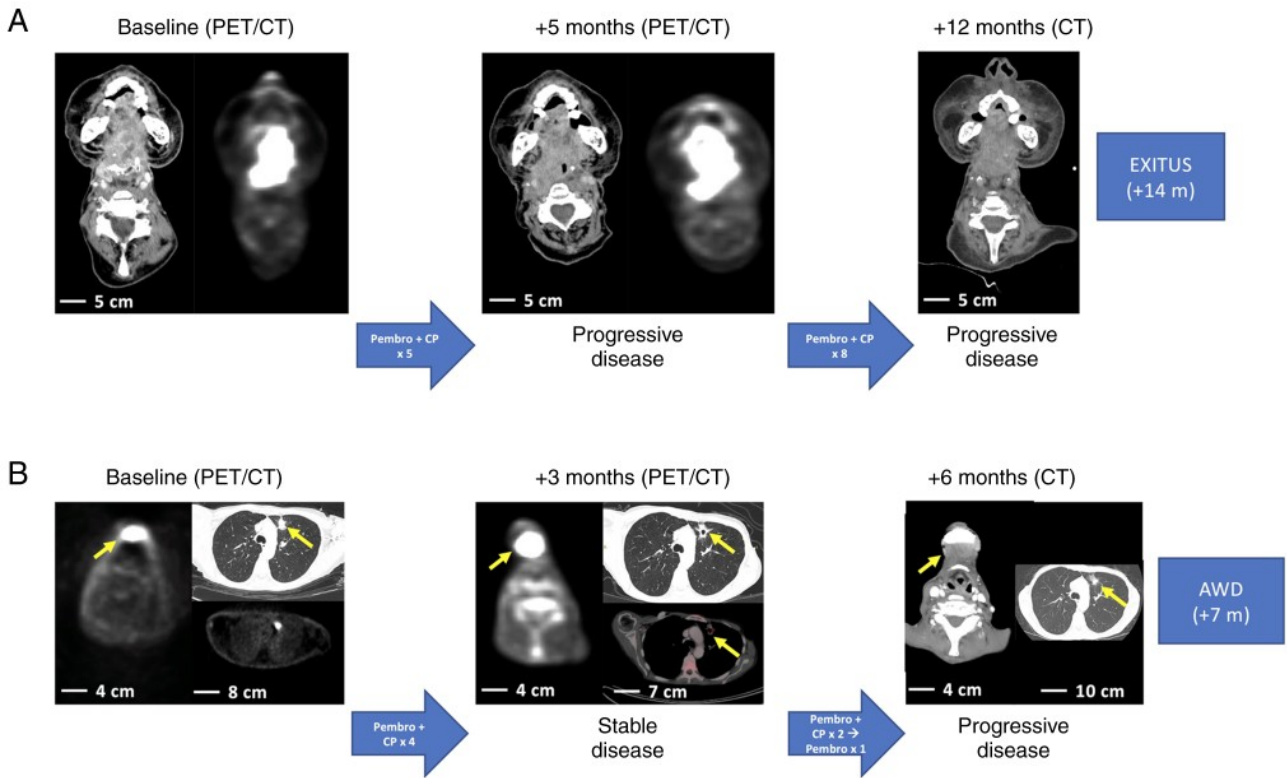 A
Baseline (PET/CT)
+5 months (PET/CT)
+12 months (CT)
5 cm
5 cm
5 cm
EXITUS
(+14 m)
Pembro + CP
x 5
Progressive
disease
Pembro + CP
x 8
Progressive
disease
B
Baseline (PET/CT)
+3 months (PET/CT)
+6 months (CT)
4 cm
8 cm
4 cm
7 cm
4 cm
10 cm
AWD
(+7 m)
Pembro +
CP x 4
Stable
disease
Pembro +
CP x 2 →
Pembro x 1
Progressive
disease